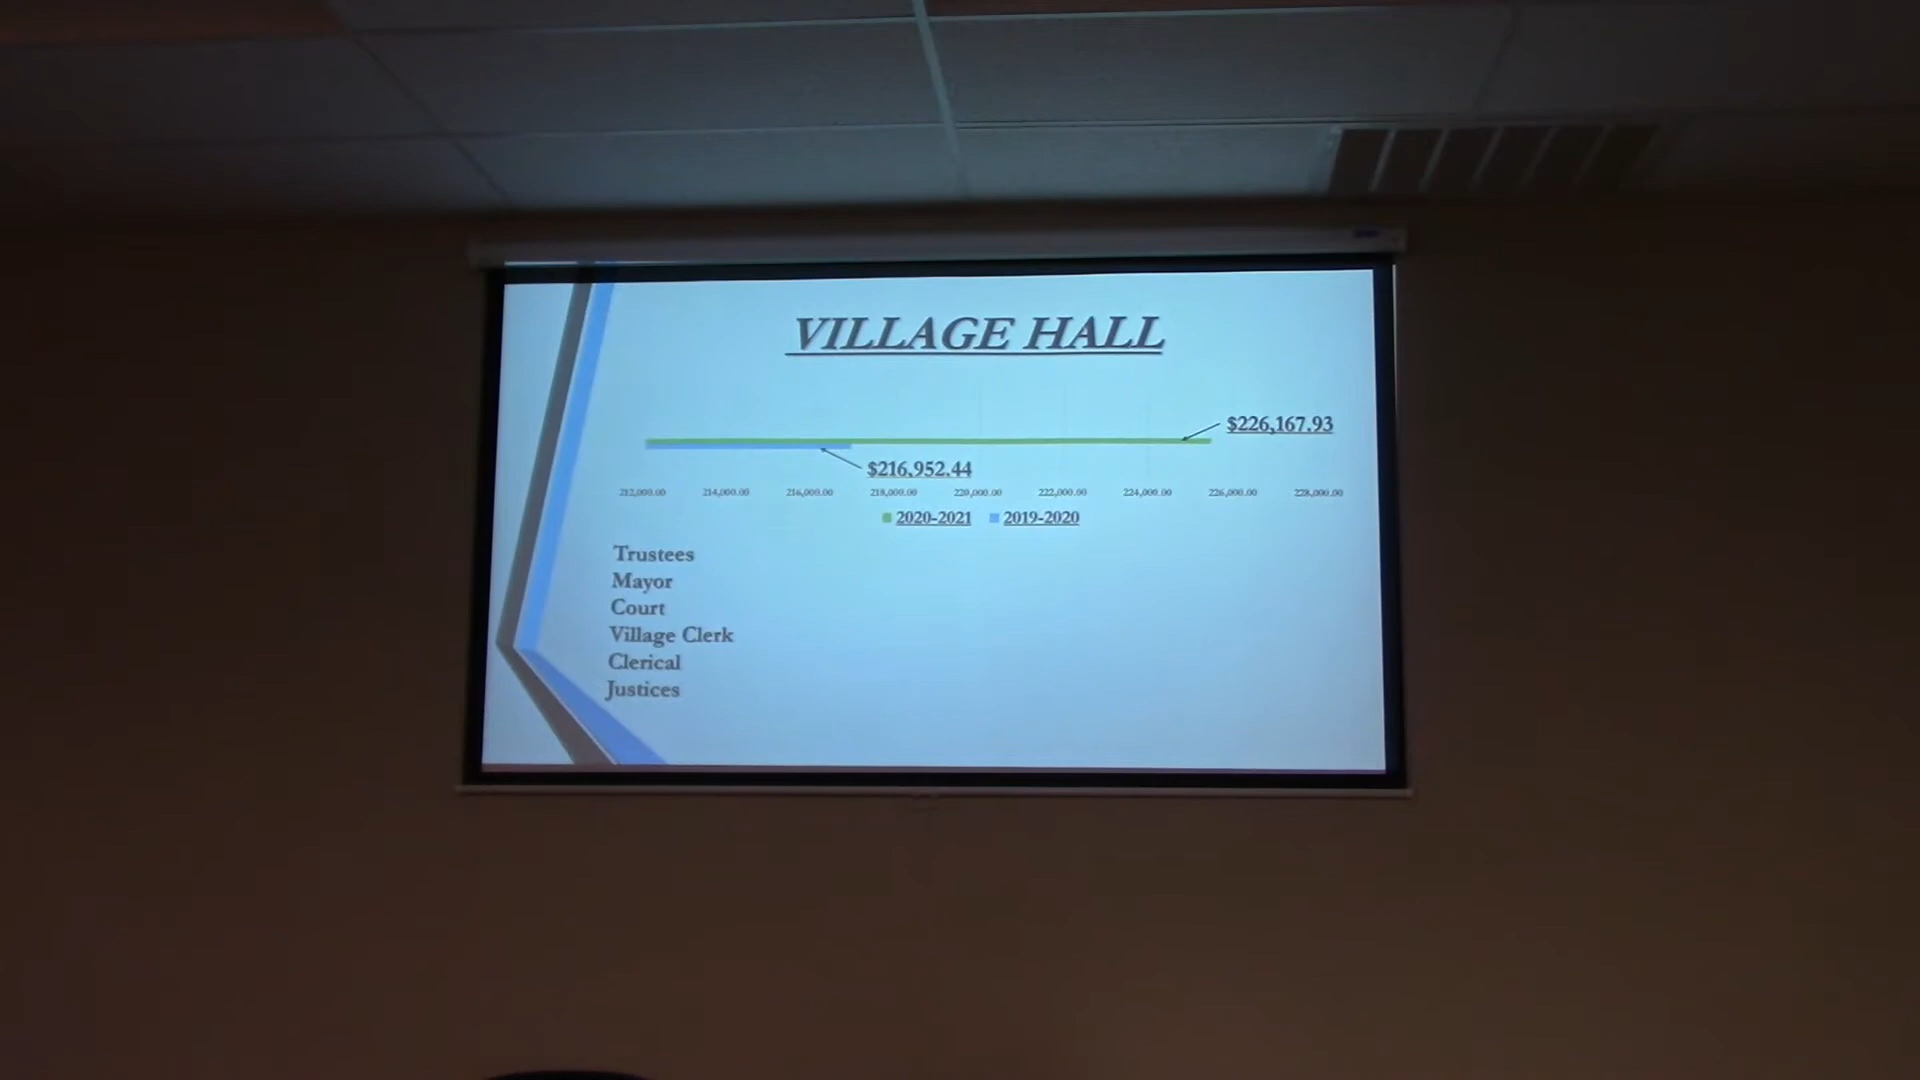 VILLAGE HALL
$226,167.93
$216,952.44
212,000.00 214,000.00 216,000.00 218,000.00 220,000.00 222,000.00 224,000.00 226,000.00 228,000.00
2020-2021 2019-2020
Trustees
Mayor
Court
Village Clerk
Clerical
Justices